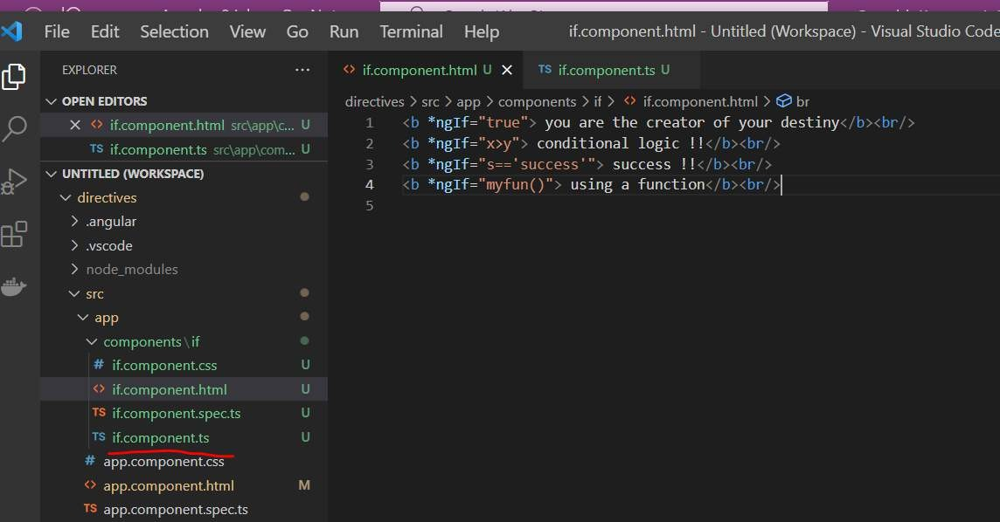 File Edit Selection View Go Run Terminal Help if.component.html - Untitled (Workspace) - Visual Studio Code
EXPLORER ...
OPEN EDITORS
if.component.html src\app\c... U
TS if.component.ts src\app\com... U
UNTITLED (WORKSPACE)
directives
.angular
.vscode
node_modules
src
app
components\if
# if.component.css U
<> if.component.html U
TS if.component.spec.ts U
TS if.component.ts U
# app.component.css
<> app.component.html M
TS app.component.spec.ts
<> if.component.html U × TS if.component.ts U
directives > src > app > components > if > <> if.component.html > br
1 <b *ngIf="true"> you are the creator of your destiny</b><br/>
2 <b *ngIf="x>y"> conditional logic !!</b><br/>
3 <b *ngIf="s=='success'"> success !!</b><br/>
4 <b *ngIf="myfun()"> using a function</b><br/>
5